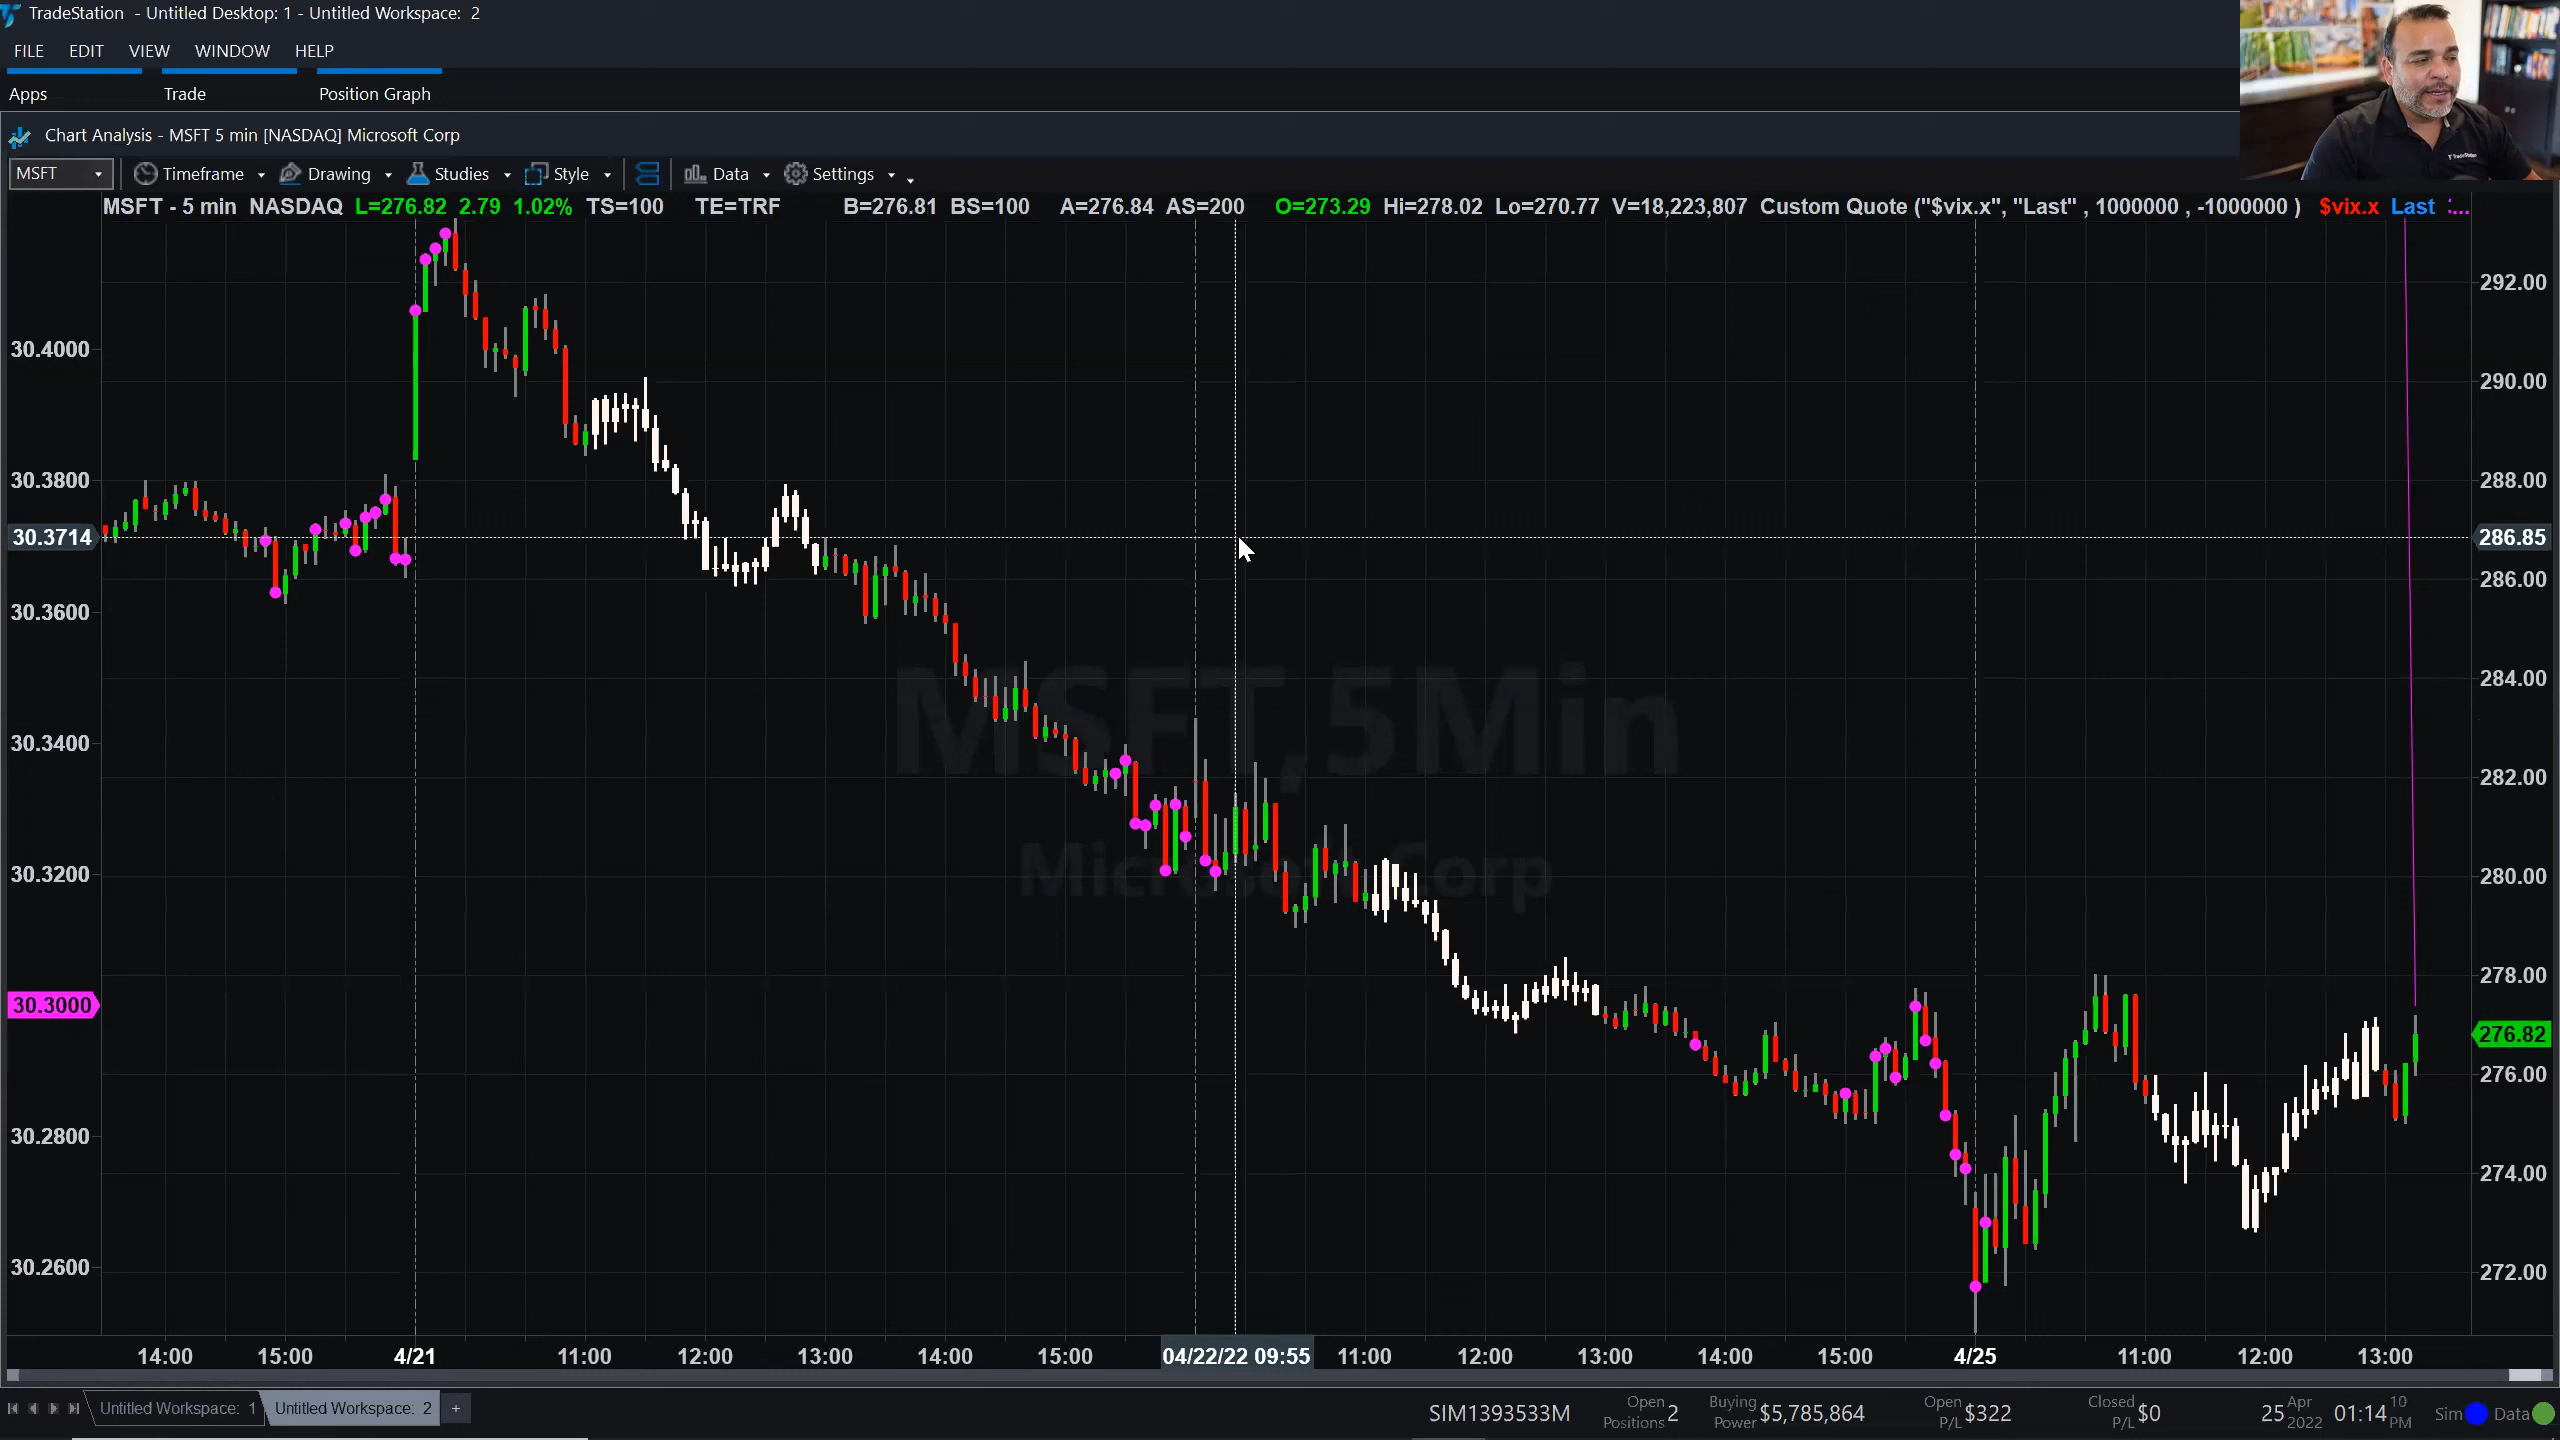 TradeStation - Untitled Desktop: 1 - Untitled Workspace: 2
FILE EDIT VIEW WINDOW HELP
Apps Trade Position Graph
Chart Analysis - MSFT 5 min [NASDAQ] Microsoft Corp
MSFT Timeframe Drawing Studies Style Data Settings
MSFT - 5 min NASDAQ L=276.82 2.79 1.02% TS=100 TE=TRF B=276.81 BS=100 A=276.84 AS=200 O=273.29 Hi=278.02 Lo=270.77 V=18,223,807 Custom Quote ("$vix.x", "Last" , 1000000 , -1000000 ) $vix.x Last :...
292.00
30.4000
290.00
30.3800 288.00
30.3714 286.85
286.00
30.3600
284.00
MSFT,5Min
30.3400
282.00
30.3200 280.00
Microsoft Corp
278.00
30.3000
276.82
276.00
30.2800
274.00
30.2600 272.00
14:00 15:00 4/21 11:00 12:00 13:00 14:00 15:00 04/22/22 09:55 11:00 12:00 13:00 14:00 15:00 4/25 11:00 12:00 13:00
Untitled Workspace: 1 Untitled Workspace: 2 +
SIM1393533M Open Positions 2 Buying Power $5,785,864 Open P/L $322 Closed P/L $0 25 Apr 2022 01:14 10 PM Sim Data